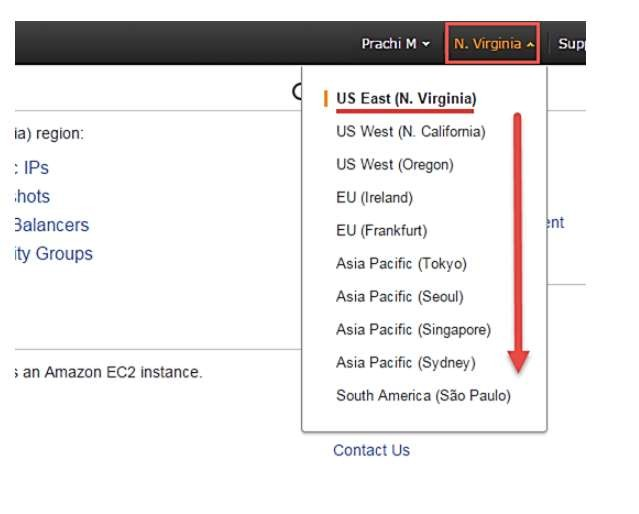 Prachi M N. Virginia Supp
US East (N. Virginia)
ia) region:
US West (N. California)
IPs
US West (Oregon)
shots
EU (Ireland)
Balancers
ent
EU (Frankfurt)
ity Groups
Asia Pacific (Tokyo)
Asia Pacific (Seoul)
Asia Pacific (Singapore)
Asia Pacific (Sydney)
s an Amazon EC2 instance.
South America (São Paulo)
Contact Us